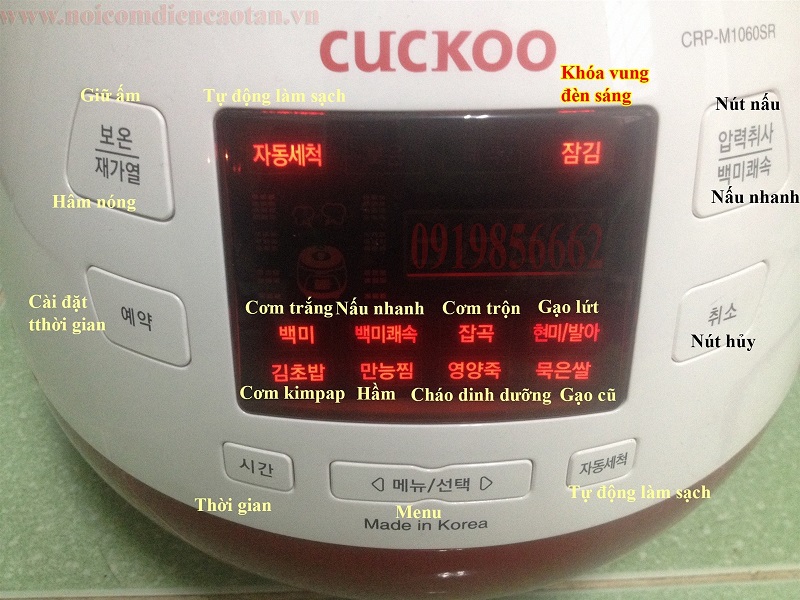 www.noicomdiencaotan.vn
CUCKOO
CRP-M1060SR
Giữ ấm
Tự động làm sạch
Khóa vung
đèn sáng
Nút nấu
보온
재가열
자동세척
잠김
압력취사
백미쾌속
Hâm nóng
Nấu nhanh
0919856662
Cài đặt
tthời gian
예약
취소
Nút hủy
Cơm trắng Nấu nhanh Cơm trộn Gạo lứt
백미 백미쾌속 잡곡 현미/발아
김초밥 만능찜 영양죽 묵은쌀
Cơm kimpap Hầm Cháo dinh dưỡng Gạo cũ
시간
메뉴/선택
자동세척
Thời gian
Menu
Tự động làm sạch
Made in Korea